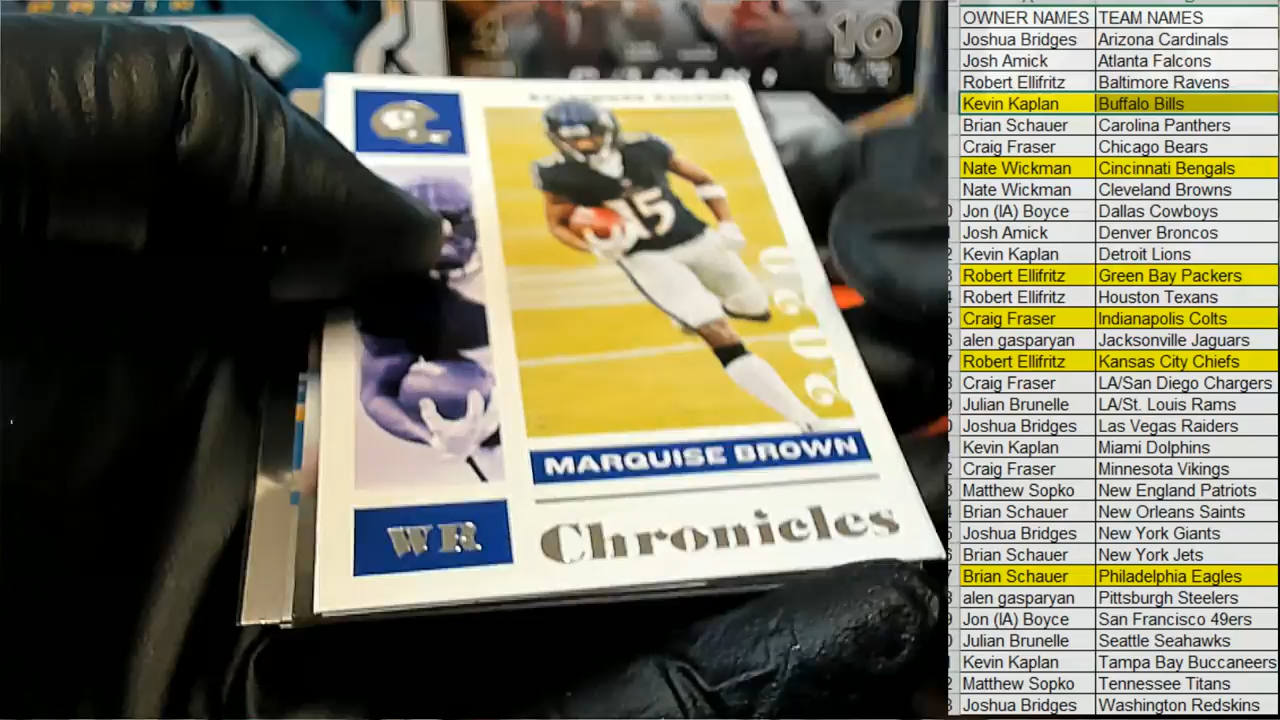 10
15
2020
MARQUISE BROWN
WR
Chronicles
OWNER NAMES TEAM NAMES
Joshua Bridges Arizona Cardinals
Josh Amick Atlanta Falcons
Robert Ellifritz Baltimore Ravens
Kevin Kaplan Buffalo Bills
Brian Schauer Carolina Panthers
Craig Fraser Chicago Bears
Nate Wickman Cincinnati Bengals
Nate Wickman Cleveland Browns
Jon (IA) Boyce Dallas Cowboys
Josh Amick Denver Broncos
Kevin Kaplan Detroit Lions
Robert Ellifritz Green Bay Packers
Robert Ellifritz Houston Texans
Craig Fraser Indianapolis Colts
alen gasparyan Jacksonville Jaguars
Robert Ellifritz Kansas City Chiefs
Craig Fraser LA/San Diego Chargers
Julian Brunelle LA/St. Louis Rams
Joshua Bridges Las Vegas Raiders
Kevin Kaplan Miami Dolphins
Craig Fraser Minnesota Vikings
Matthew Sopko New England Patriots
Brian Schauer New Orleans Saints
Joshua Bridges New York Giants
Brian Schauer New York Jets
Brian Schauer Philadelphia Eagles
alen gasparyan Pittsburgh Steelers
Jon (IA) Boyce San Francisco 49ers
Julian Brunelle Seattle Seahawks
Kevin Kaplan Tampa Bay Buccaneers
Matthew Sopko Tennessee Titans
Joshua Bridges Washington Redskins